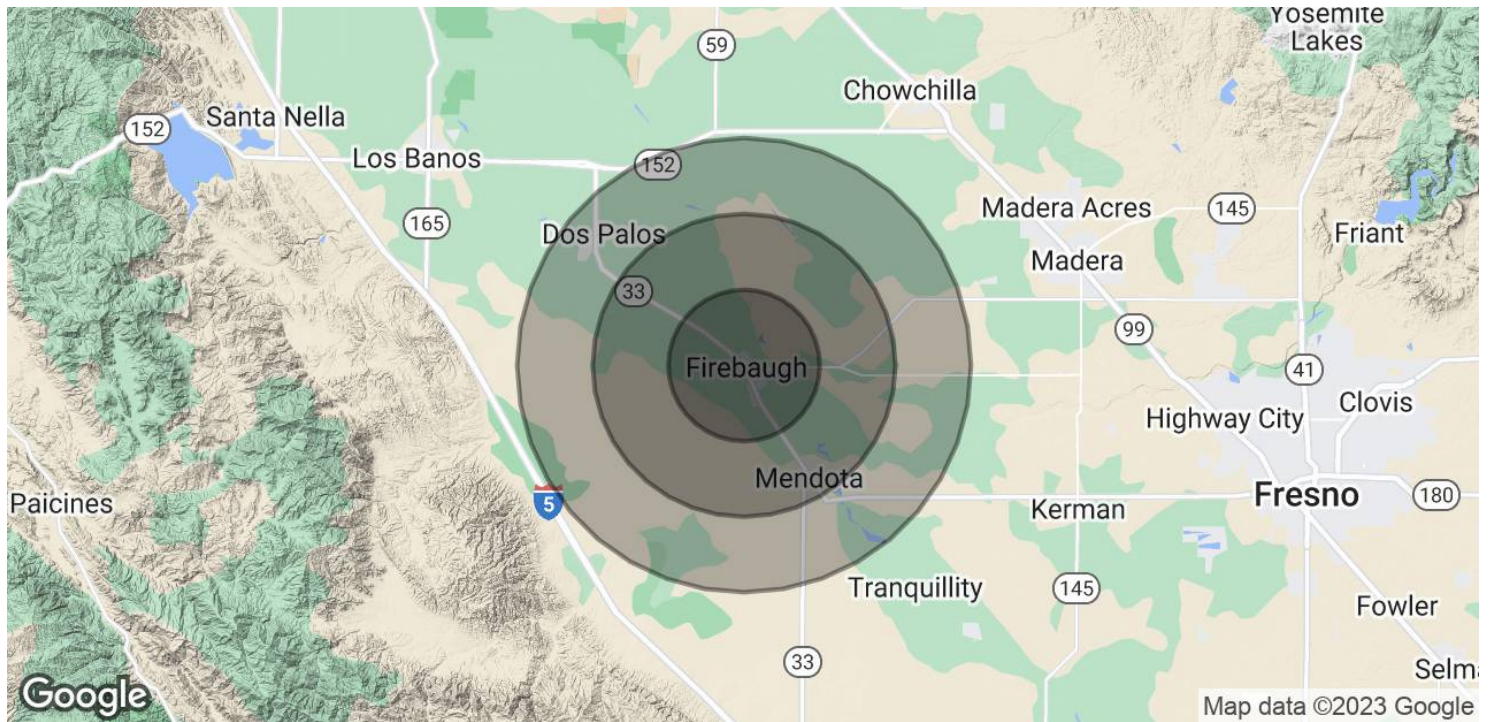 Yosemite
Lakes
59
Chowchilla
Santa Nella
152
Los Banos
152
Madera Acres
145
165
Dos Palos
Friant
Madera
33
99
Firebaugh
41
Clovis
Highway City
Mendota
Fresno
180
5
Paicines
Kerman
Tranquillity
145
Fowler
33
Selm
Google
Map data ©2023 Google